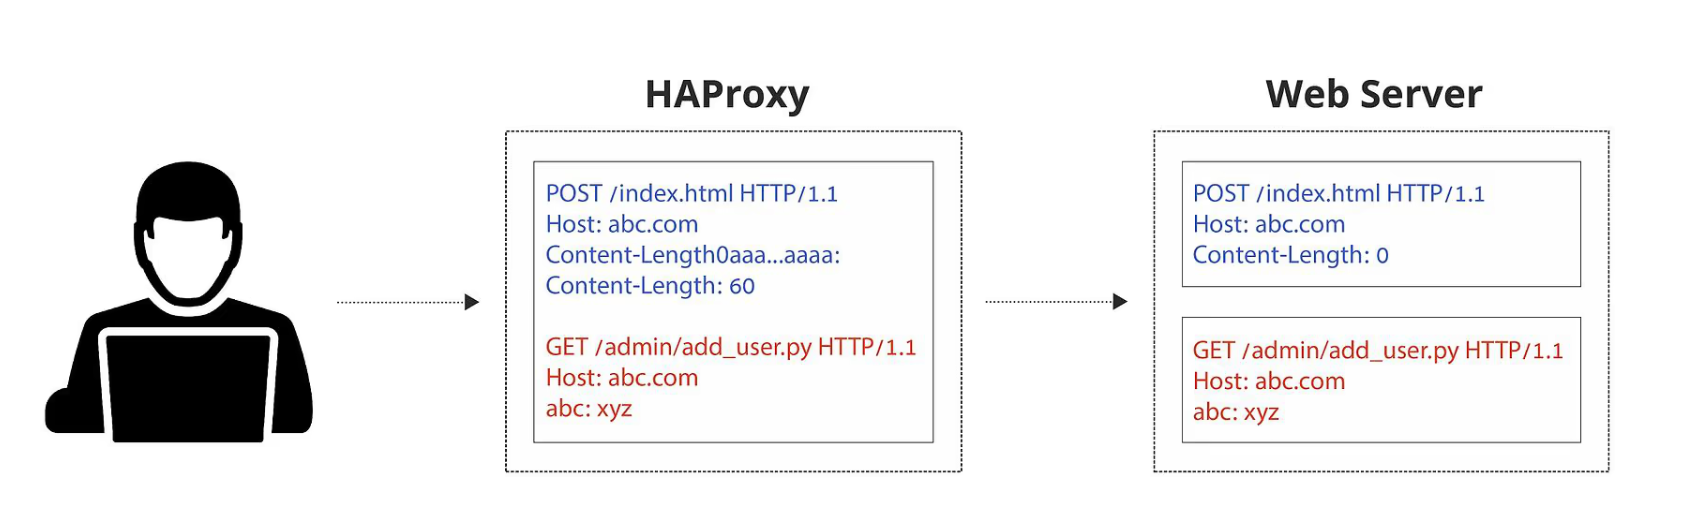 HAProxy
POST /index.html HTTP/1.1
Host: abc.com
Content-Length0aaa...aaaa:
Content-Length: 60
GET /admin/add_user.py HTTP/1.1
Host: abc.com
abc: xyz
Web Server
POST /index.html HTTP/1.1
Host: abc.com
Content-Length: 0
GET /admin/add_user.py HTTP/1.1
Host: abc.com
abc: xyz